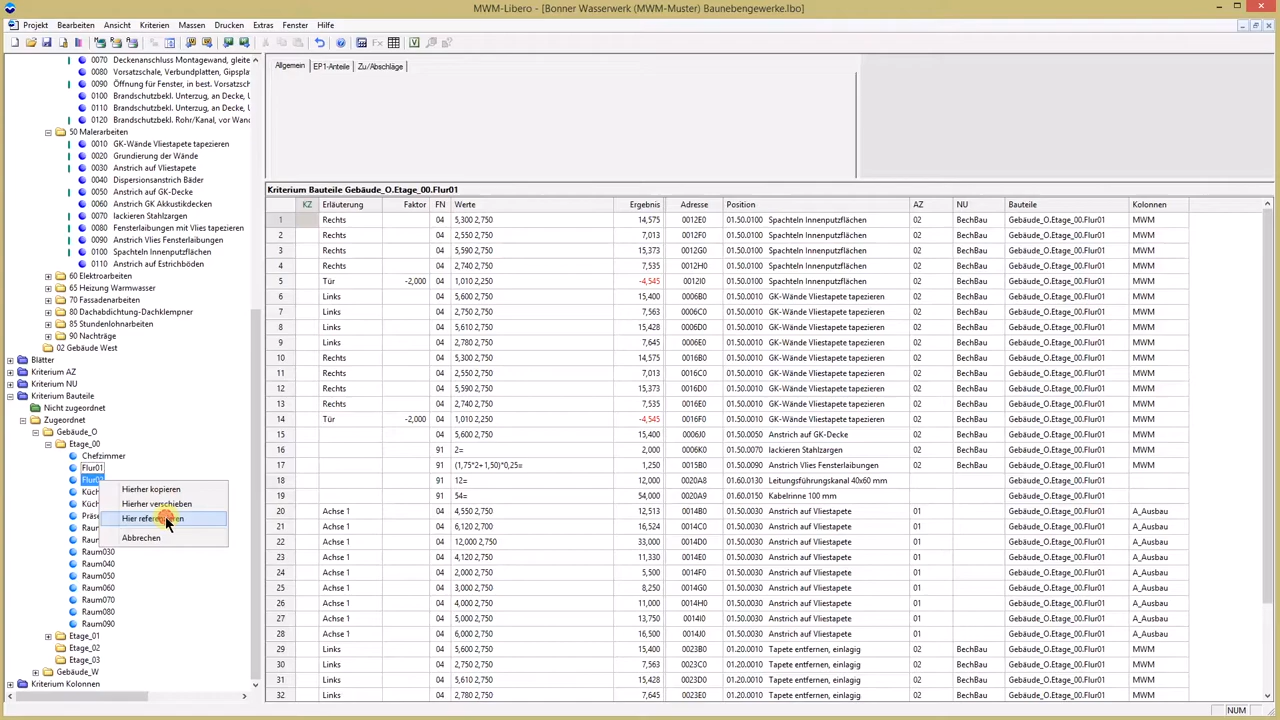 MWM-Libero - [Bonner Wasserwerk (MWM-Muster) Baunebengewerke.lbo]
Projekt Bearbeiten Ansicht Kriterien Massen Drucken Extras Fenster Hilfe
0070 Deckenanschluss Montagewand, gleite
0080 Vorsatzschale, Verbundplatten, Gipspla
0090 Öffnung für Fenster, in best. Vorsatzsch
0100 Brandschutzbekl. Unterzug, an Decke, U
0110 Brandschutzbekl. Unterzug, an Decke, U
0120 Brandschutzbekl. Rohr/Kanal, vor Wanc
50 Malerarbeiten
0010 GK-Wände Vliestapete tapezieren
0020 Grundierung der Wände
0030 Anstrich auf Vliestapete
0040 Dispersionsanstrich Bäder
0050 Anstrich auf GK-Decke
0060 Anstrich GK Akkustikdecken
0070 lackieren Stahlzargen
0080 Fensterlaibungen mit Vlies tapezieren
0090 Anstrich Vlies Fensterlaibungen
0100 Spachteln Innenputzflächen
0110 Anstrich auf Estrichböden
60 Elektroarbeiten
65 Heizung Warmwasser
70 Fassadenarbeiten
80 Dachabdichtung-Dachklempner
85 Stundenlohnarbeiten
90 Nachträge
02 Gebäude West
Blätter
Kriterium AZ
Kriterium NU
Kriterium Bauteile
Nicht zugeordnet
Zugeordnet
Gebäude_O
Etage_00
Chefzimmer
Flur01
Raum030
Raum040
Raum050
Raum060
Raum070
Raum080
Raum090
Etage_01
Etage_02
Etage_03
Gebäude_W
Kriterium Kolonnen
Hierher kopieren
Hierher verschieben
Abbrechen
Allgemein EP1-Anteile Zu/Abschläge
Kriterium Bauteile Gebäude_O.Etage_00.Flur01
KZ Erläuterung Faktor FN Werte Ergebnis Adresse Position AZ NU Bauteile Kolonnen
1 Rechts 04 5,300 2,750 14,575 0012E0 01.50.0100 Spachteln Innenputzflächen 02 BechBau Gebäude_O.Etage_00.Flur01 MWM
2 Rechts 04 2,550 2,750 7,013 0012F0 01.50.0100 Spachteln Innenputzflächen 02 BechBau Gebäude_O.Etage_00.Flur01 MWM
3 Rechts 04 5,590 2,750 15,373 0012G0 01.50.0100 Spachteln Innenputzflächen 02 BechBau Gebäude_O.Etage_00.Flur01 MWM
4 Rechts 04 2,740 2,750 7,535 0012H0 01.50.0100 Spachteln Innenputzflächen 02 BechBau Gebäude_O.Etage_00.Flur01 MWM
5 Tür -2,000 04 1,010 2,250 -4,545 0012I0 01.50.0100 Spachteln Innenputzflächen 02 BechBau Gebäude_O.Etage_00.Flur01 MWM
6 Links 04 5,600 2,750 15,400 0006B0 01.50.0010 GK-Wände Vliestapete tapezieren 02 BechBau Gebäude_O.Etage_00.Flur01 MWM
7 Links 04 2,750 2,750 7,563 0006C0 01.50.0010 GK-Wände Vliestapete tapezieren 02 BechBau Gebäude_O.Etage_00.Flur01 MWM
8 Links 04 5,610 2,750 15,428 0006D0 01.50.0010 GK-Wände Vliestapete tapezieren 02 BechBau Gebäude_O.Etage_00.Flur01 MWM
9 Links 04 2,780 2,750 7,645 0006E0 01.50.0010 GK-Wände Vliestapete tapezieren 02 BechBau Gebäude_O.Etage_00.Flur01 MWM
10 Rechts 04 5,300 2,750 14,575 0016B0 01.50.0010 GK-Wände Vliestapete tapezieren 02 BechBau Gebäude_O.Etage_00.Flur01 MWM
11 Rechts 04 2,550 2,750 7,013 0016C0 01.50.0010 GK-Wände Vliestapete tapezieren 02 BechBau Gebäude_O.Etage_00.Flur01 MWM
12 Rechts 04 5,590 2,750 15,373 0016D0 01.50.0010 GK-Wände Vliestapete tapezieren 02 BechBau Gebäude_O.Etage_00.Flur01 MWM
13 Rechts 04 2,740 2,750 7,535 0016E0 01.50.0010 GK-Wände Vliestapete tapezieren 02 BechBau Gebäude_O.Etage_00.Flur01 MWM
14 Tür -2,000 04 1,010 2,250 -4,545 0016F0 01.50.0010 GK-Wände Vliestapete tapezieren 02 BechBau Gebäude_O.Etage_00.Flur01 MWM
15 04 5,600 2,750 15,400 0006J0 01.50.0050 Anstrich auf GK-Decke 02 BechBau Gebäude_O.Etage_00.Flur01 MWM
16 91 2= 2,000 0006K0 01.50.0070 lackieren Stahlzargen 02 BechBau Gebäude_O.Etage_00.Flur01 MWM
17 91 (1,75*2+1,50)*0,25= 1,250 0015B0 01.50.0090 Anstrich Vlies Fensterlaibungen 02 BechBau Gebäude_O.Etage_00.Flur01 MWM
18 91 12= 12,000 0020A8 01.60.0130 Leitungsführungskanal 40x60 mm Gebäude_O.Etage_00.Flur01 MWM
19 91 54= 54,000 0020A9 01.60.0150 Kabelrinne 100 mm Gebäude_O.Etage_00.Flur01 MWM
20 Achse 1 04 4,550 2,750 12,513 0014B0 01.50.0030 Anstrich auf Vliestapete 01 Gebäude_O.Etage_00.Flur01 A_Ausbau
21 Achse 1 04 6,120 2,700 16,524 0014C0 01.50.0030 Anstrich auf Vliestapete 01 Gebäude_O.Etage_00.Flur01 A_Ausbau
22 Achse 1 04 12,000 2,750 33,000 0014D0 01.50.0030 Anstrich auf Vliestapete 01 Gebäude_O.Etage_00.Flur01 A_Ausbau
23 Achse 1 04 4,120 2,750 11,330 0014E0 01.50.0030 Anstrich auf Vliestapete 01 Gebäude_O.Etage_00.Flur01 A_Ausbau
24 Achse 1 04 2,000 2,750 5,500 0014F0 01.50.0030 Anstrich auf Vliestapete 01 Gebäude_O.Etage_00.Flur01 A_Ausbau
25 Achse 1 04 3,000 2,750 8,250 0014G0 01.50.0030 Anstrich auf Vliestapete 01 Gebäude_O.Etage_00.Flur01 A_Ausbau
26 Achse 1 04 4,000 2,750 11,000 0014H0 01.50.0030 Anstrich auf Vliestapete 01 Gebäude_O.Etage_00.Flur01 A_Ausbau
27 Achse 1 04 5,000 2,750 13,750 0014I0 01.50.0030 Anstrich auf Vliestapete 01 Gebäude_O.Etage_00.Flur01 A_Ausbau
28 Achse 1 04 6,000 2,750 16,500 0014J0 01.50.0030 Anstrich auf Vliestapete 01 Gebäude_O.Etage_00.Flur01 A_Ausbau
29 Links 04 5,600 2,750 15,400 0023B0 01.20.0010 Tapete entfernen, einlagig 02 BechBau Gebäude_O.Etage_00.Flur01 MWM
30 Links 04 2,750 2,750 7,563 0023C0 01.20.0010 Tapete entfernen, einlagig 02 BechBau Gebäude_O.Etage_00.Flur01 MWM
31 Links 04 5,610 2,750 15,428 0023D0 01.20.0010 Tapete entfernen, einlagig 02 BechBau Gebäude_O.Etage_00.Flur01 MWM
32 Links 04 2,780 2,750 7,645 0023E0 01.20.0010 Tapete entfernen, einlagig 02 BechBau Gebäude_O.Etage_00.Flur01 MWM
NUM